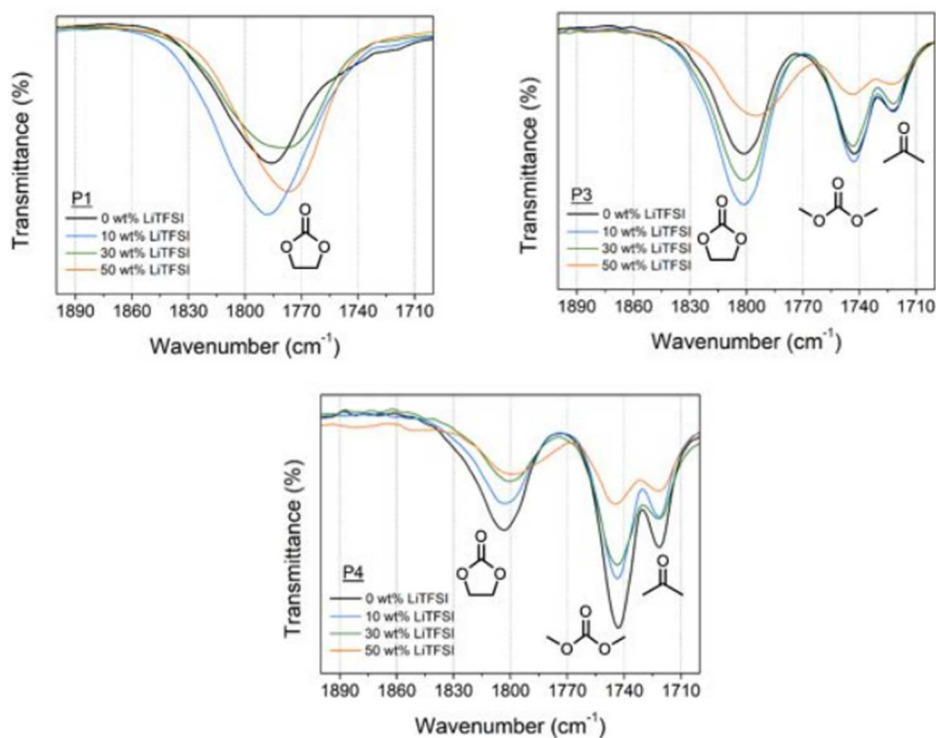 Transmittance (%)
P1
0 wt% LiTFSI
10 wt% LiTFSI
30 wt% LiTFSI
50 wt% LiTFSI
O
O O
1890 1860 1830 1800 1770 1740 1710
Wavenumber (cm⁻¹)
Transmittance (%)
P3
0 wt% LiTFSI
10 wt% LiTFSI
30 wt% LiTFSI
50 wt% LiTFSI
O
O O
O
O O
O
1890 1860 1830 1800 1770 1740 1710
Wavenumber (cm⁻¹)
Transmittance (%)
P4
0 wt% LiTFSI
10 wt% LiTFSI
30 wt% LiTFSI
50 wt% LiTFSI
O
O O
O
O O
O
1890 1860 1830 1800 1770 1740 1710
Wavenumber (cm⁻¹)